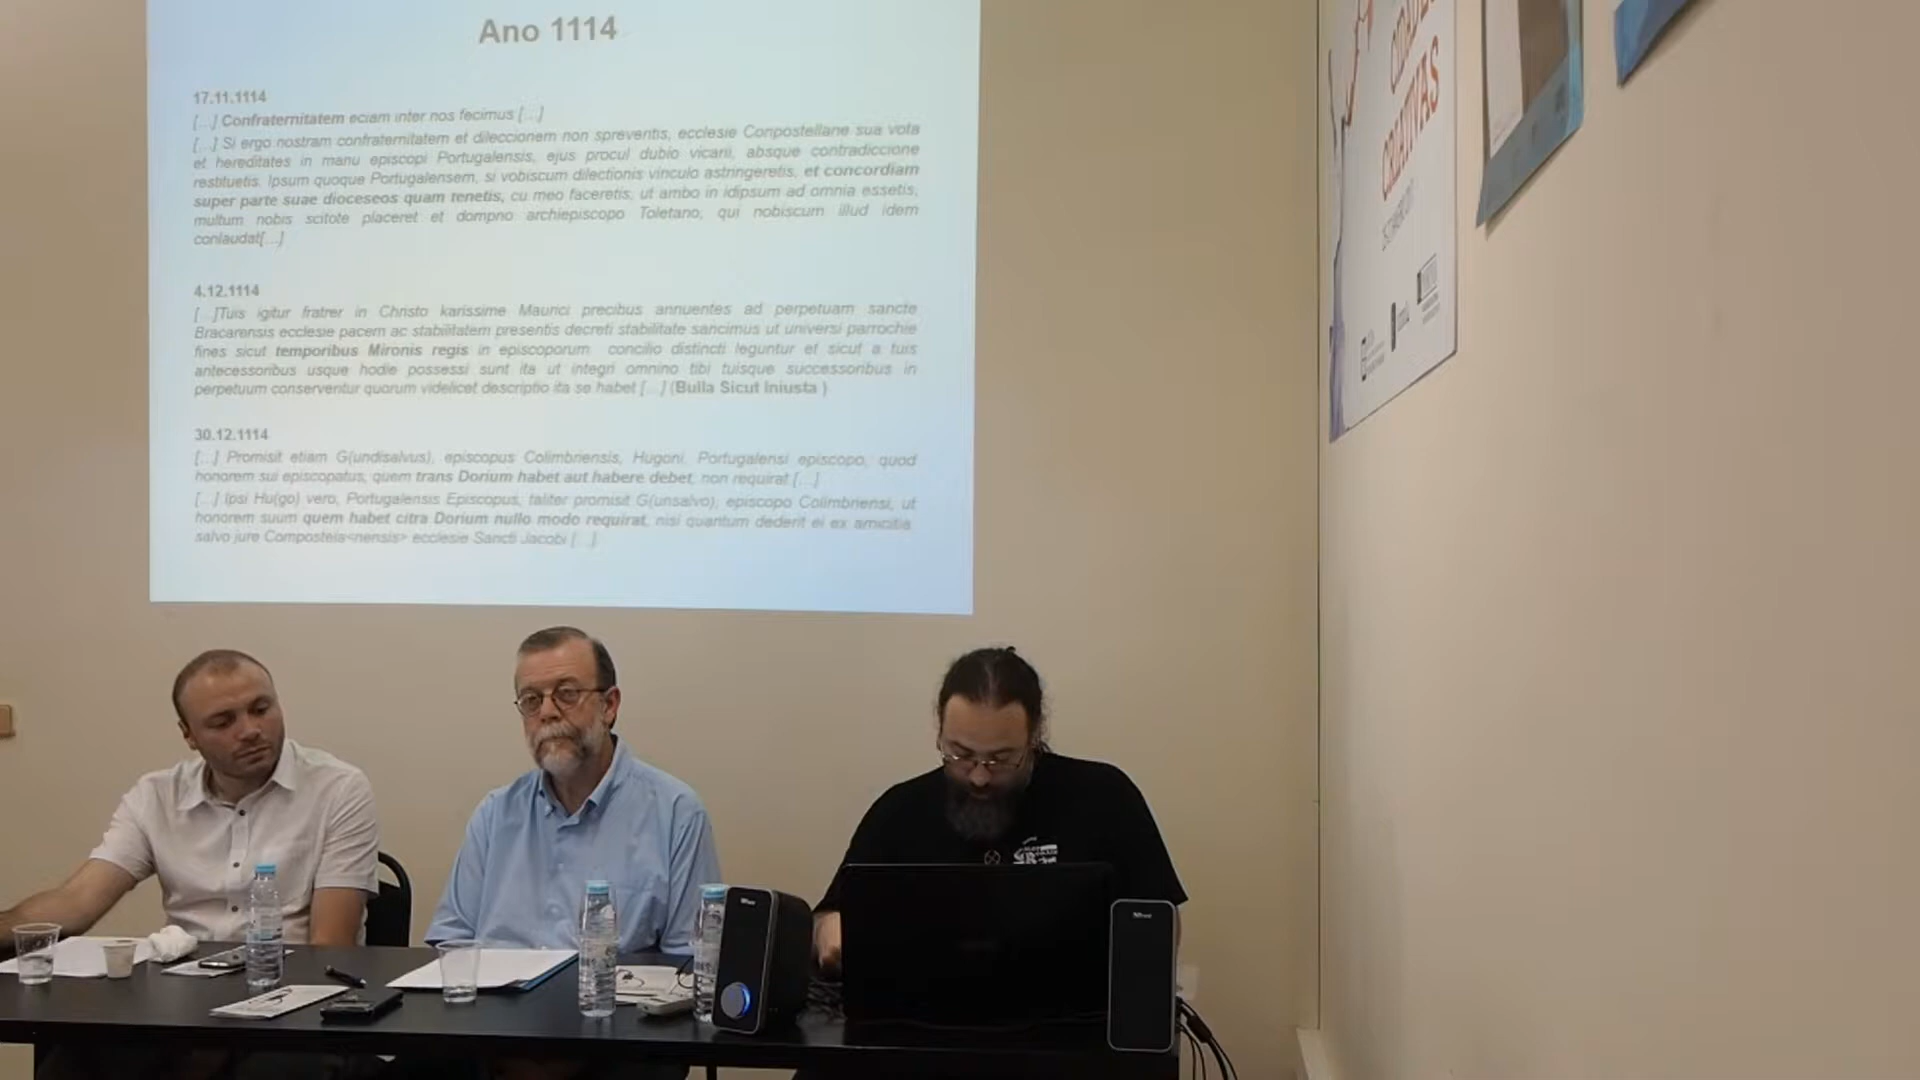 Ano 1114
17.11.1114
[...] Confraternitatem eciam inter nos fecimus [...]
[...] Si ergo nostram confraternitatem et dileccionem non spreventis, ecclesie Conpostellane sua vota
et hereditates in manu episcopi Portugalensis, ejus procul dubio vicarii, absque contradiccione
restituetis. Ipsum quoque Portugalensem, si vobiscum dilectionis vinculo astringeretis, et concordiam
super parte suae dioceseos quam tenetis, cu meo faceretis, ut ambo in idipsum ad omnia essetis,
multum nobis scitote placeret et dompno archiepiscopo Toletano, qui nobiscum illud idem
conlaudat[...]
4.12.1114
[...]Tuis igitur fratrer in Christo karissime Maurici precibus annuentes ad perpetuam sancte
Bracarensis ecclesie pacem ac stabilitatem presentis decreti stabilitate sancimus ut universi parrochie
fines sicut temporibus Mironis regis in episcoporum concilio distincti leguntur et sicut a tuis
antecessoribus usque hodie possessi sunt ita ut integri omnino tibi tuisque successoribus in
perpetuum conserventur quorum videlicet descriptio ita se habet [...] (Bulla Sicut Iniusta )
30.12.1114
[...] Promisit etiam G(undisalvus), episcopus Colimbriensis, Hugoni, Portugalensi episcopo, quod
honorem sui episcopatus, quem trans Dorium habet aut habere debet, non requirat [...]
[...] Ipsi Hu(go) vero, Portugalensis Episcopus, taliter promisit G(unsalvo), episcopo Colimbriensi, ut
honorem suum quem habet citra Dorium nullo modo requirat, nisi quantum dederit ei ex amicitia
salvo jure Compostela<nensis> ecclesie Sancti Jacobi [...]
CIDADES
CRIATIVAS
Trust
Trust